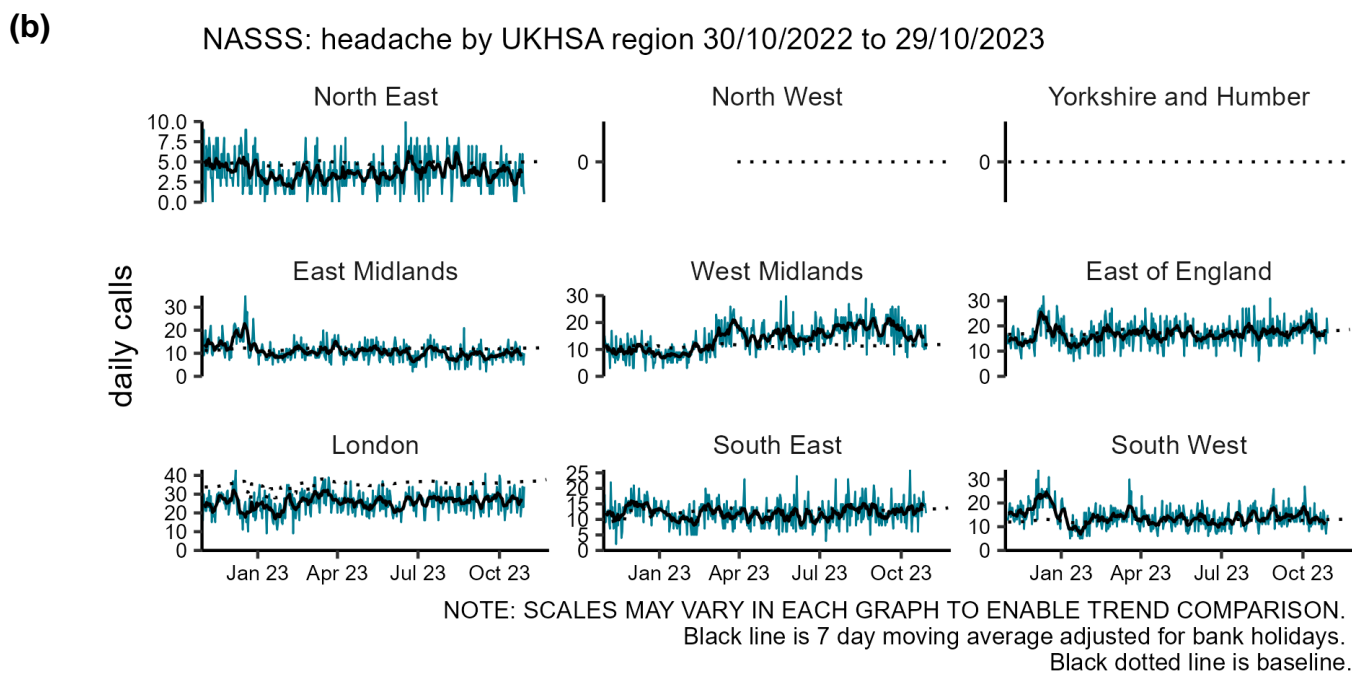 (b)
NASSS: headache by UKHSA region 30/10/2022 to 29/10/2023
North East
North West
Yorkshire and Humber
10.0
7.5
5.0
2.5
0.0
0
0
daily calls
East Midlands
West Midlands
East of England
30
20
10
0
30
20
10
0
30
20
10
0
London
South East
South West
40
30
20
10
0
25
20
15
10
5
0
30
20
10
0
Jan 23 Apr 23 Jul 23 Oct 23
Jan 23 Apr 23 Jul 23 Oct 23
Jan 23 Apr 23 Jul 23 Oct 23
NOTE: SCALES MAY VARY IN EACH GRAPH TO ENABLE TREND COMPARISON.
Black line is 7 day moving average adjusted for bank holidays.
Black dotted line is baseline.